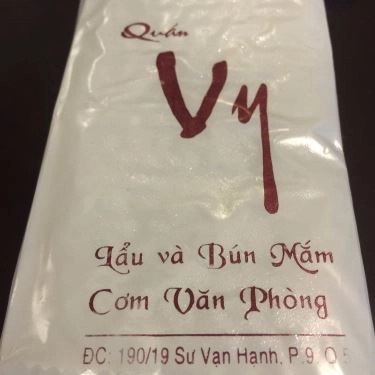 Quán
Vy
Lẩu và Bún Mắm
Cơm Văn Phòng
ĐC: 190/19 Sư Vạn Hạnh, P.9, Q 5